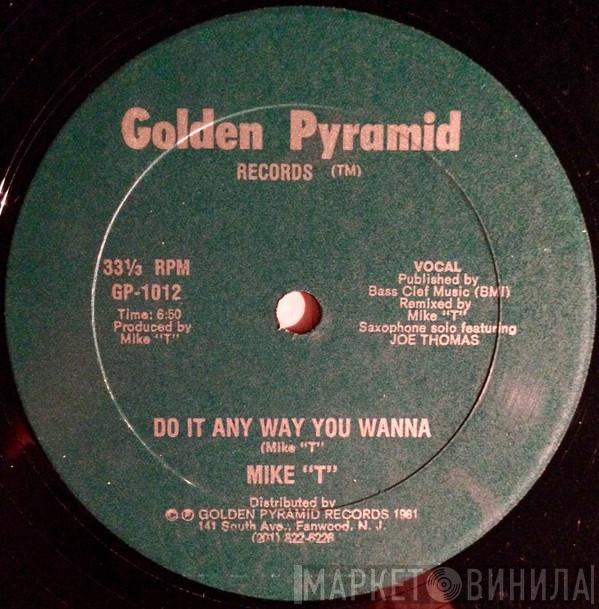 Golden Pyramid
RECORDS (TM)
33⅓ RPM
GP-1012
Time: 6:50
Produced by
Mike "T"
VOCAL
Published by
Bass Clef Music (BMI)
Remixed by
Mike "T"
Saxophone solo featuring
JOE THOMAS
DO IT ANY WAY YOU WANNA
(Mike "T")
MIKE "T"
Distributed by
© ℗ GOLDEN PYRAMID RECORDS 1981
141 South Ave., Fanwood, N. J.
(201) 322-6226
МАРКЕТ ВИНИЛА